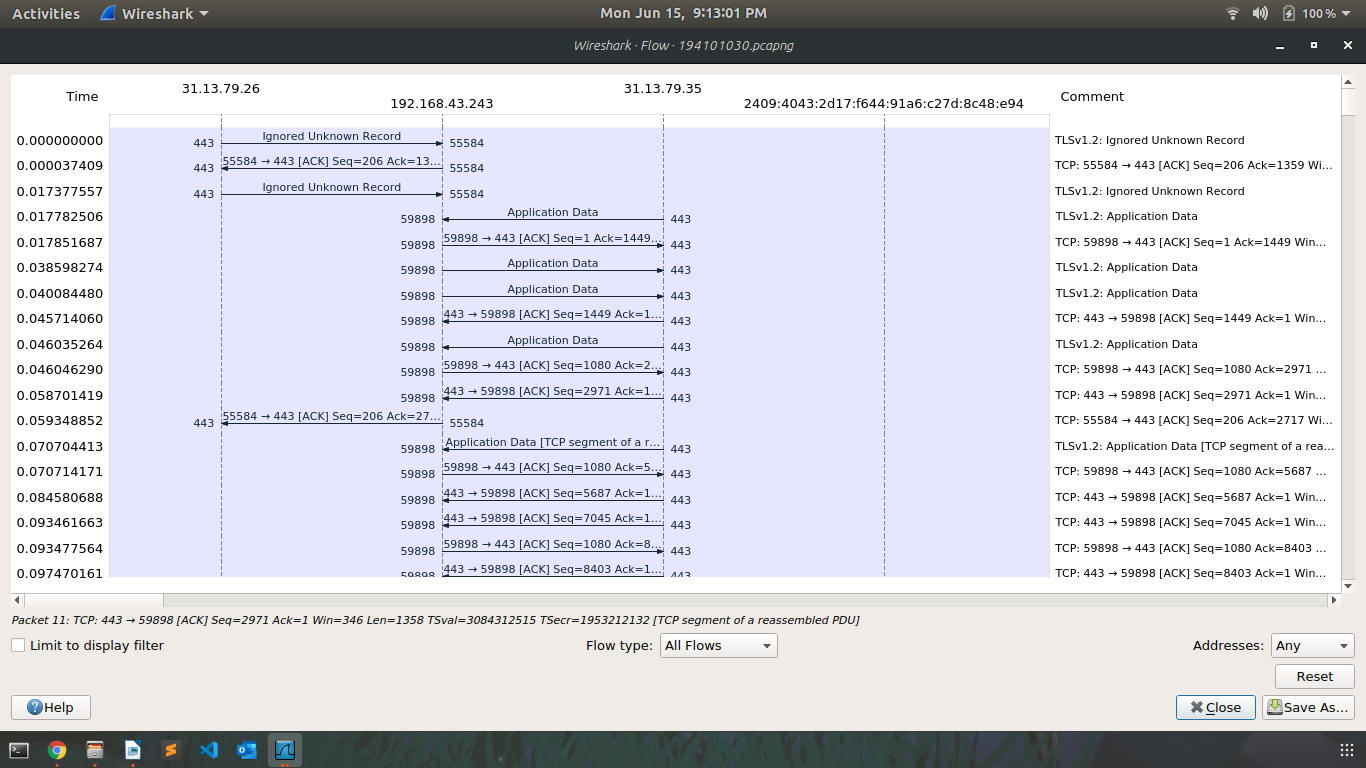 Activities Wireshark Mon Jun 15, 9:13:01 PM 100 %
Wireshark · Flow · 194101030.pcapng
Time 31.13.79.26 192.168.43.243 31.13.79.35 2409:4043:2d17:f644:91a6:c27d:8c48:e94 Comment
0.000000000 443 Ignored Unknown Record 55584 TLSv1.2: Ignored Unknown Record
0.000037409 443 55584 → 443 [ACK] Seq=206 Ack=13... 55584 TCP: 55584 → 443 [ACK] Seq=206 Ack=1359 Wi...
0.017377557 443 Ignored Unknown Record 55584 TLSv1.2: Ignored Unknown Record
0.017782506 59898 Application Data 443 TLSv1.2: Application Data
0.017851687 59898 59898 → 443 [ACK] Seq=1 Ack=1449... 443 TCP: 59898 → 443 [ACK] Seq=1 Ack=1449 Win...
0.038598274 59898 Application Data 443 TLSv1.2: Application Data
0.040084480 59898 Application Data 443 TLSv1.2: Application Data
0.045714060 59898 443 → 59898 [ACK] Seq=1449 Ack=1... 443 TCP: 443 → 59898 [ACK] Seq=1449 Ack=1 Win...
0.046035264 59898 Application Data 443 TLSv1.2: Application Data
0.046046290 59898 59898 → 443 [ACK] Seq=1080 Ack=2... 443 TCP: 59898 → 443 [ACK] Seq=1080 Ack=2971 ...
0.058701419 59898 443 → 59898 [ACK] Seq=2971 Ack=1... 443 TCP: 443 → 59898 [ACK] Seq=2971 Ack=1 Win...
0.059348852 443 55584 → 443 [ACK] Seq=206 Ack=27... 55584 TCP: 55584 → 443 [ACK] Seq=206 Ack=2717 Wi...
0.070704413 59898 Application Data [TCP segment of a r... 443 TLSv1.2: Application Data [TCP segment of a rea...
0.070714171 59898 59898 → 443 [ACK] Seq=1080 Ack=5... 443 TCP: 59898 → 443 [ACK] Seq=1080 Ack=5687 ...
0.084580688 59898 443 → 59898 [ACK] Seq=5687 Ack=1... 443 TCP: 443 → 59898 [ACK] Seq=5687 Ack=1 Win...
0.093461663 59898 443 → 59898 [ACK] Seq=7045 Ack=1... 443 TCP: 443 → 59898 [ACK] Seq=7045 Ack=1 Win...
0.093477564 59898 59898 → 443 [ACK] Seq=1080 Ack=8... 443 TCP: 59898 → 443 [ACK] Seq=1080 Ack=8403 ...
0.097470161 59898 443 → 59898 [ACK] Seq=8403 Ack=1... 443 TCP: 443 → 59898 [ACK] Seq=8403 Ack=1 Win...
Packet 11: TCP: 443 → 59898 [ACK] Seq=2971 Ack=1 Win=346 Len=1358 TSval=3084312515 TSecr=1953212132 [TCP segment of a reassembled PDU]
Limit to display filter Flow type: All Flows Addresses: Any
Reset
Help Close Save As...